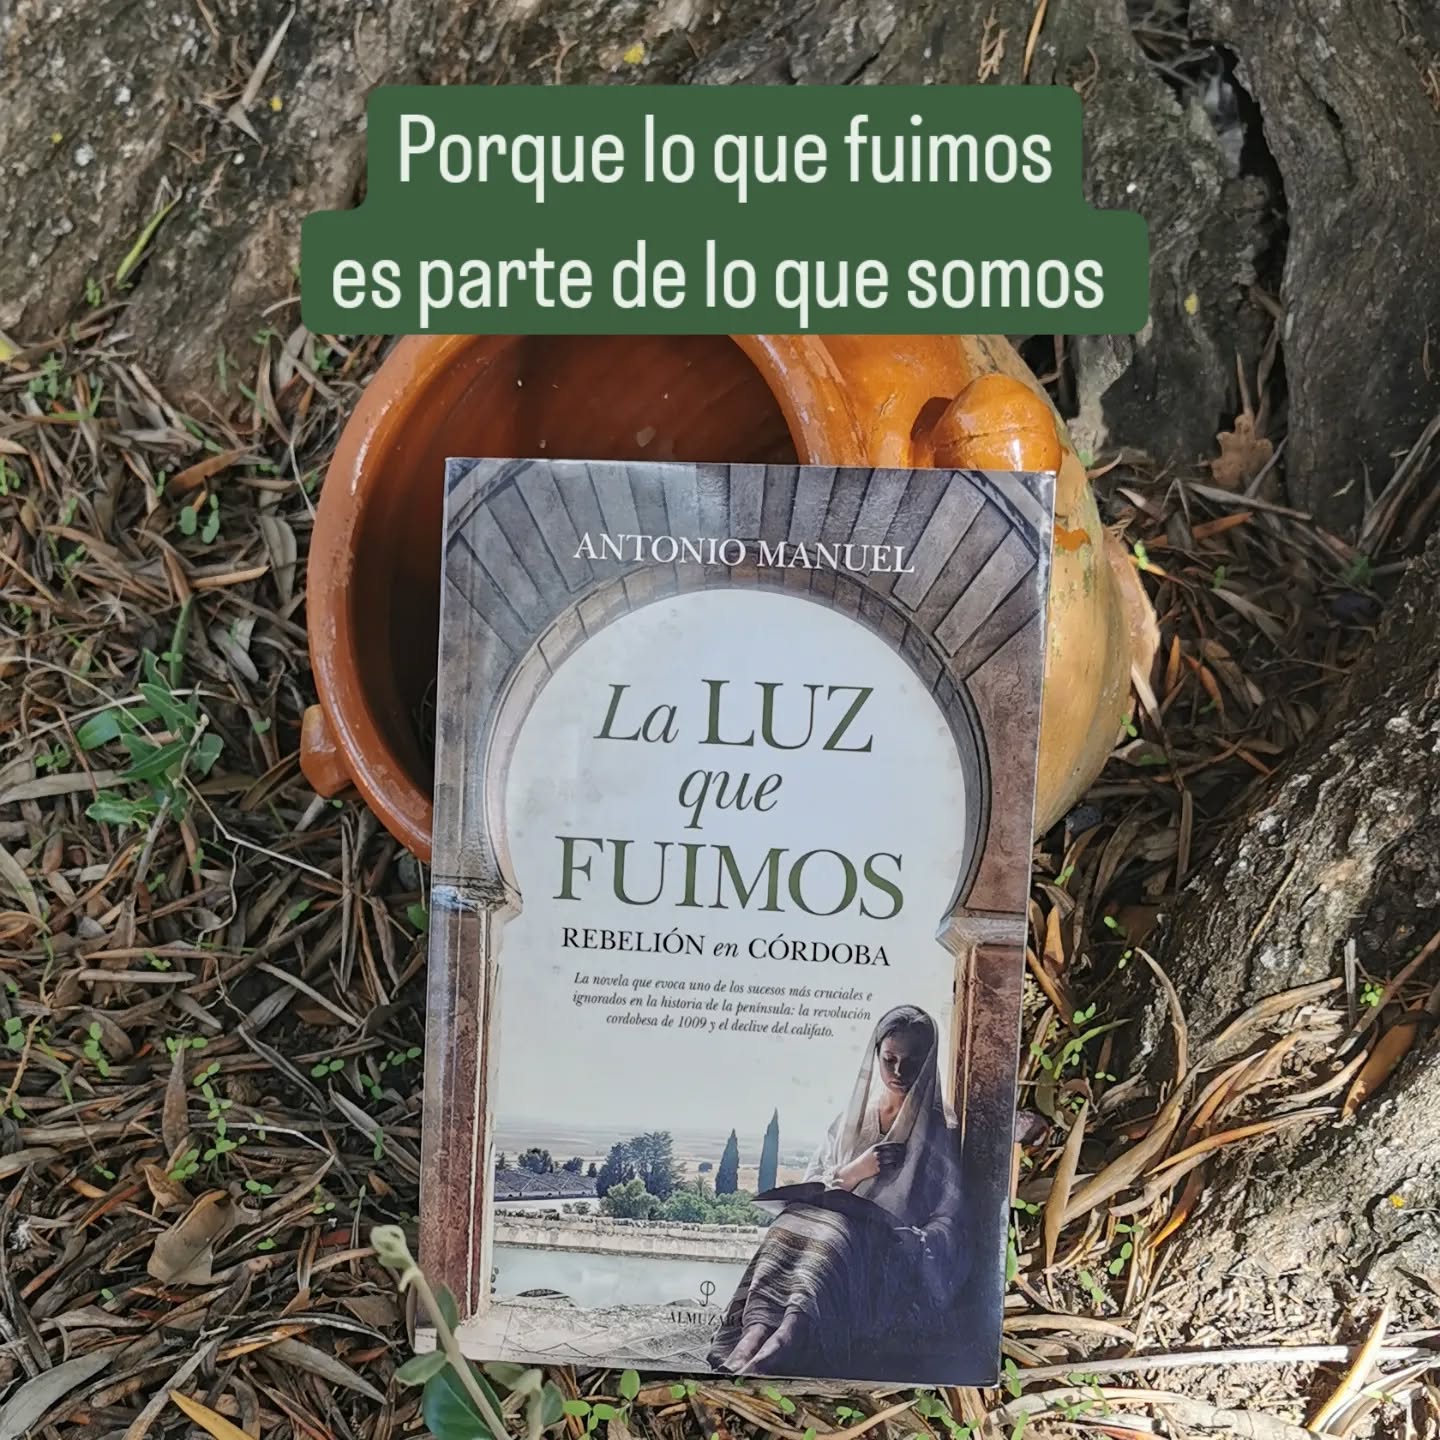 Porque lo que fuimos
es parte de lo que somos
ANTONIO MANUEL
La LUZ
que
FUIMOS
REBELIÓN en CÓRDOBA
La novela que evoca uno de los sucesos más cruciales e
ignorados en la historia de la península: la revolución
cordobesa de 1009 y el declive del califato.
ALMUZARA